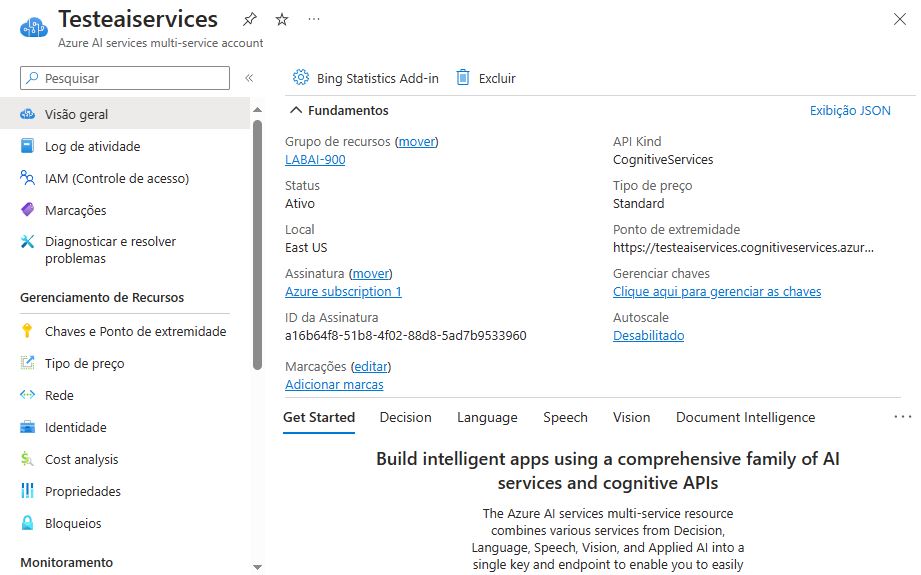 Testeaiservices
Azure AI services multi-service account
Pesquisar
Visão geral
Log de atividade
IAM (Controle de acesso)
Marcações
Diagnosticar e resolver
problemas
Gerenciamento de Recursos
Chaves e Ponto de extremidade
Tipo de preço
Rede
Identidade
Cost analysis
Propriedades
Bloqueios
Monitoramento
Bing Statistics Add-in
Excluir
Fundamentos
Exibição JSON
Grupo de recursos (mover)
LABAI-900
Status
Ativo
Local
East US
Assinatura (mover)
Azure subscription 1
ID da Assinatura
a16b64f8-51b8-4f02-88d8-5ad7b9533960
Marcações (editar)
Adicionar marcas
API Kind
CognitiveServices
Tipo de preço
Standard
Ponto de extremidade
https://testeaiservices.cognitiveservices.azur...
Gerenciar chaves
Clique aqui para gerenciar as chaves
Autoscale
Desabilitado
Get Started Decision Language Speech Vision Document Intelligence
Build intelligent apps using a comprehensive family of AI
services and cognitive APIs
The Azure AI services multi-service resource
combines various services from Decision,
Language, Speech, Vision, and Applied AI into a
single key and endpoint to enable you to easily